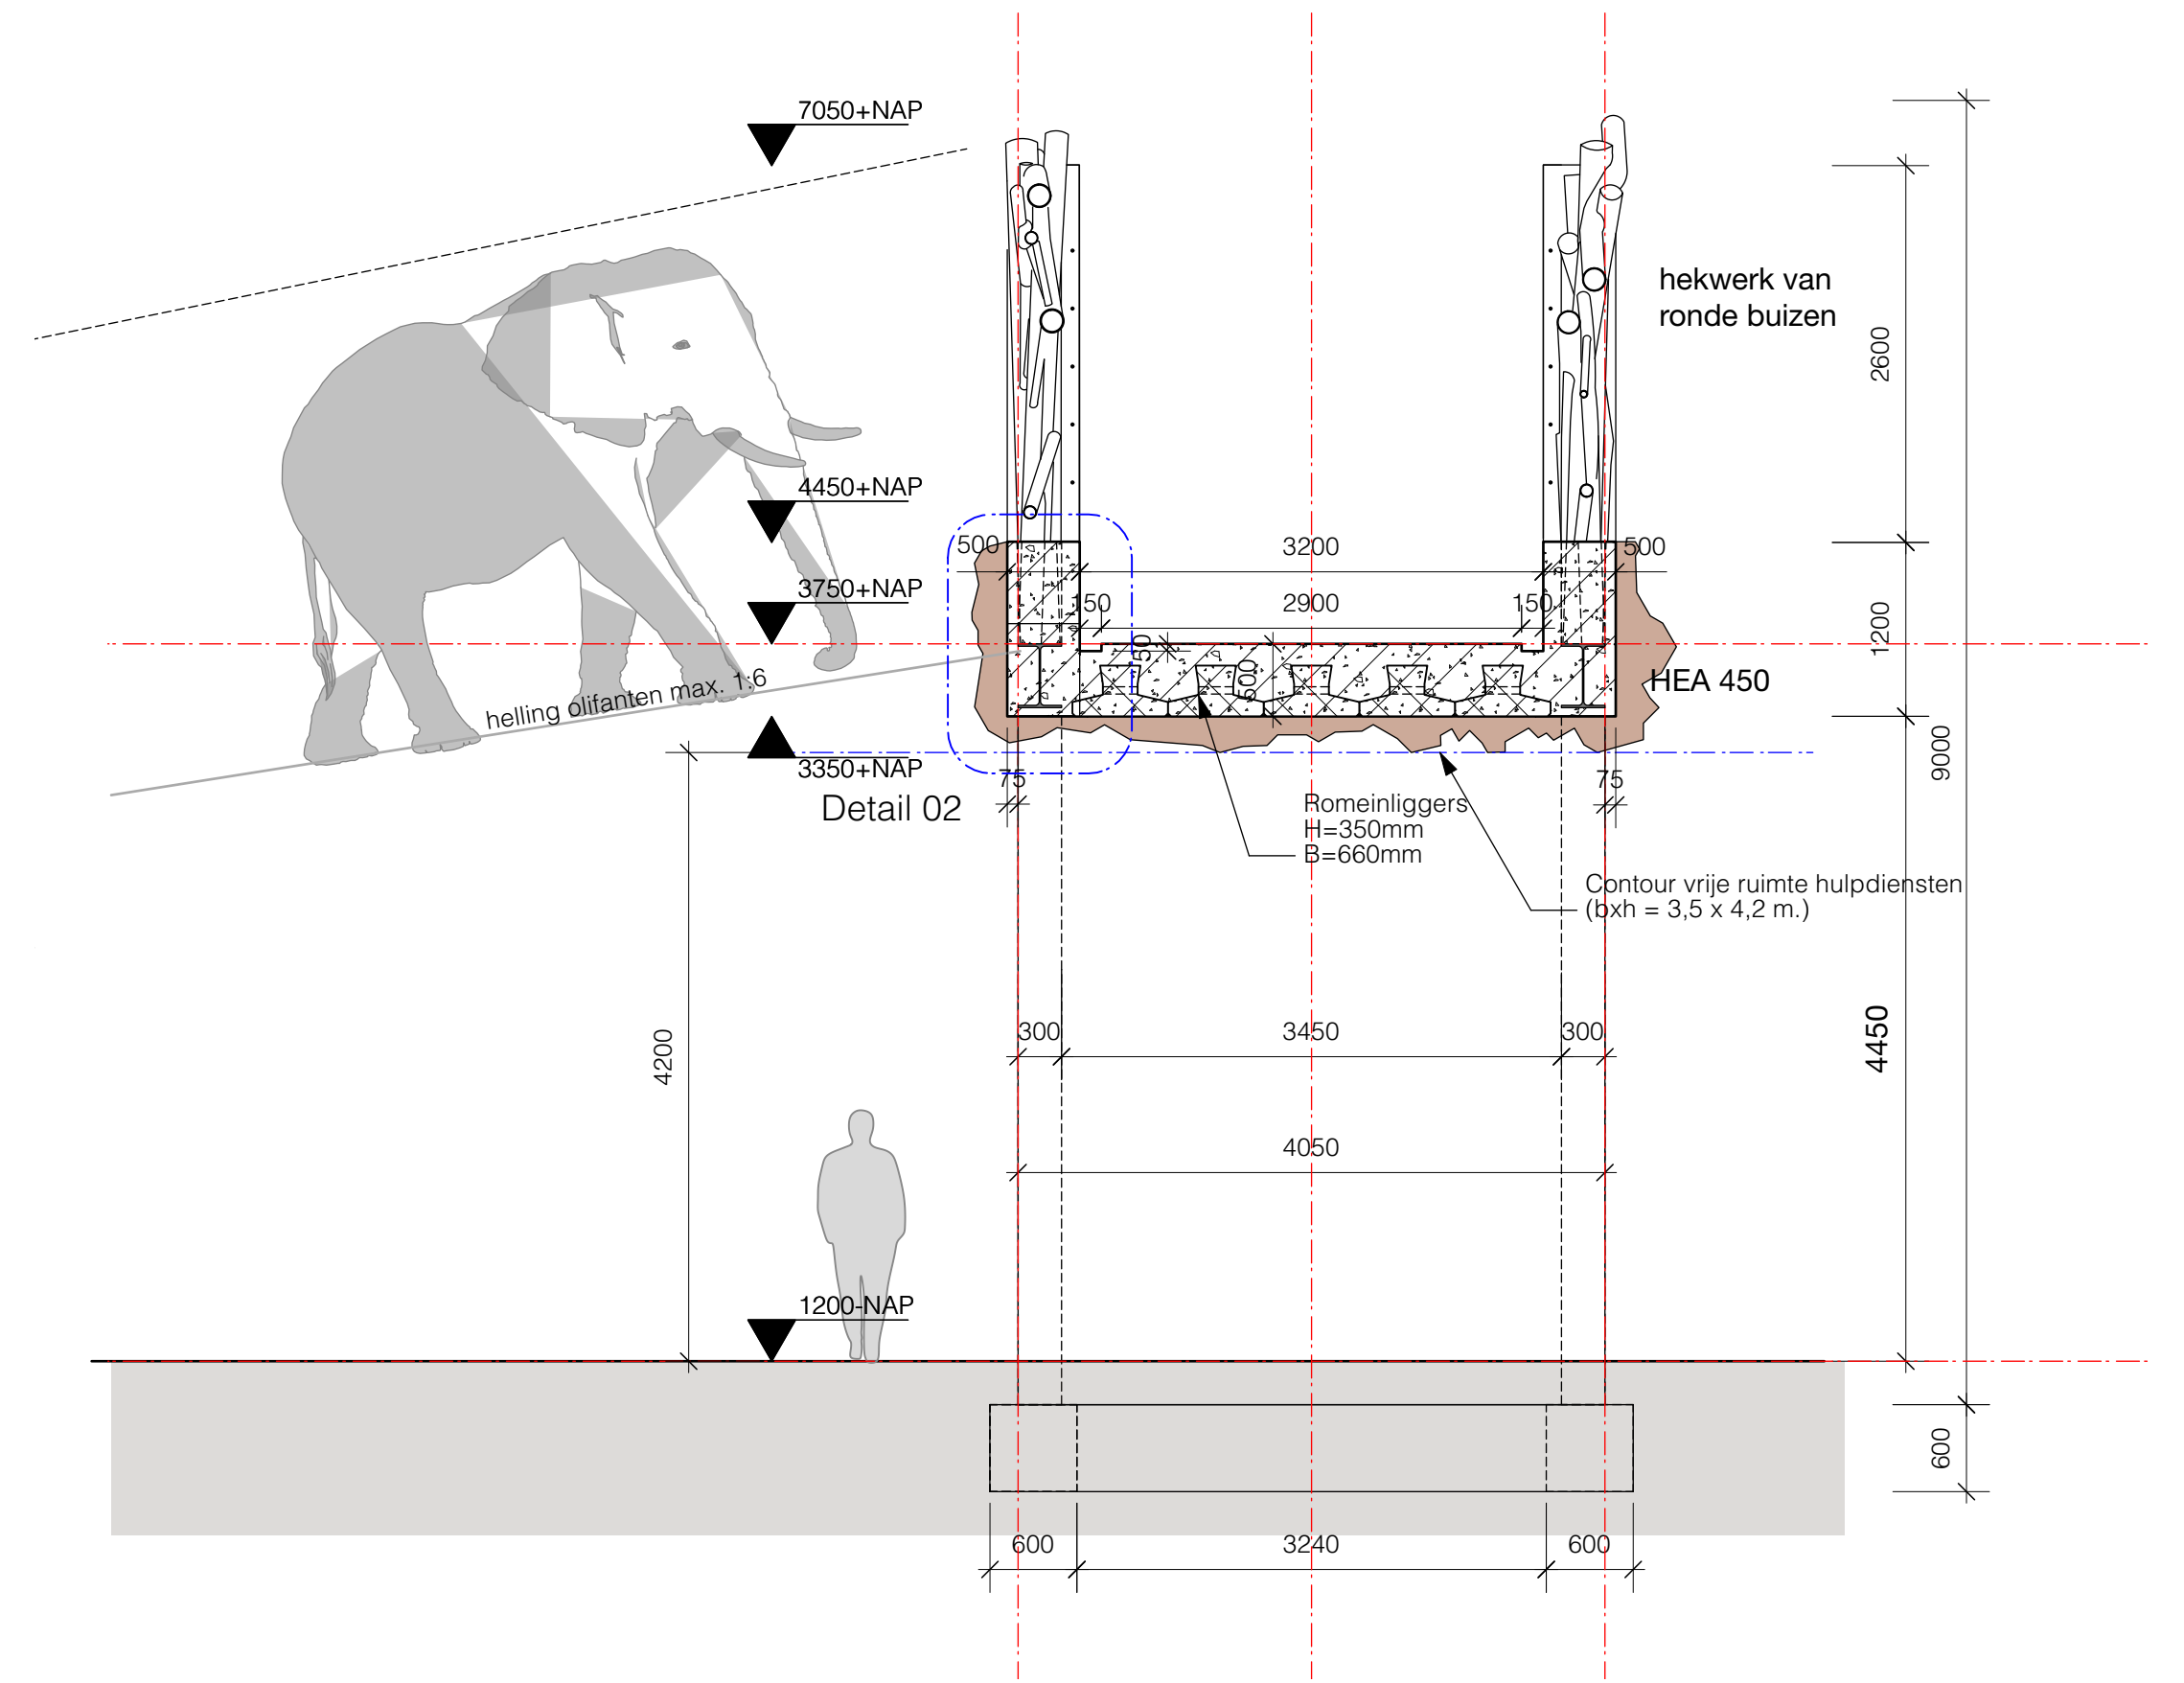 7050+NAP
hekwerk van
ronde buizen
2600
4450+NAP
500
3200
500
3750+NAP
150
2900
150
1200
50
500
HEA 450
helling olifanten max. 1:6
3350+NAP
75
75
9000
Detail 02
Romeinliggers
H=350mm
B=660mm
Contour vrije ruimte hulpdiensten
(bxh = 3,5 x 4,2 m.)
300
3450
300
4200
4450
4050
1200-NAP
600
600
3240
600